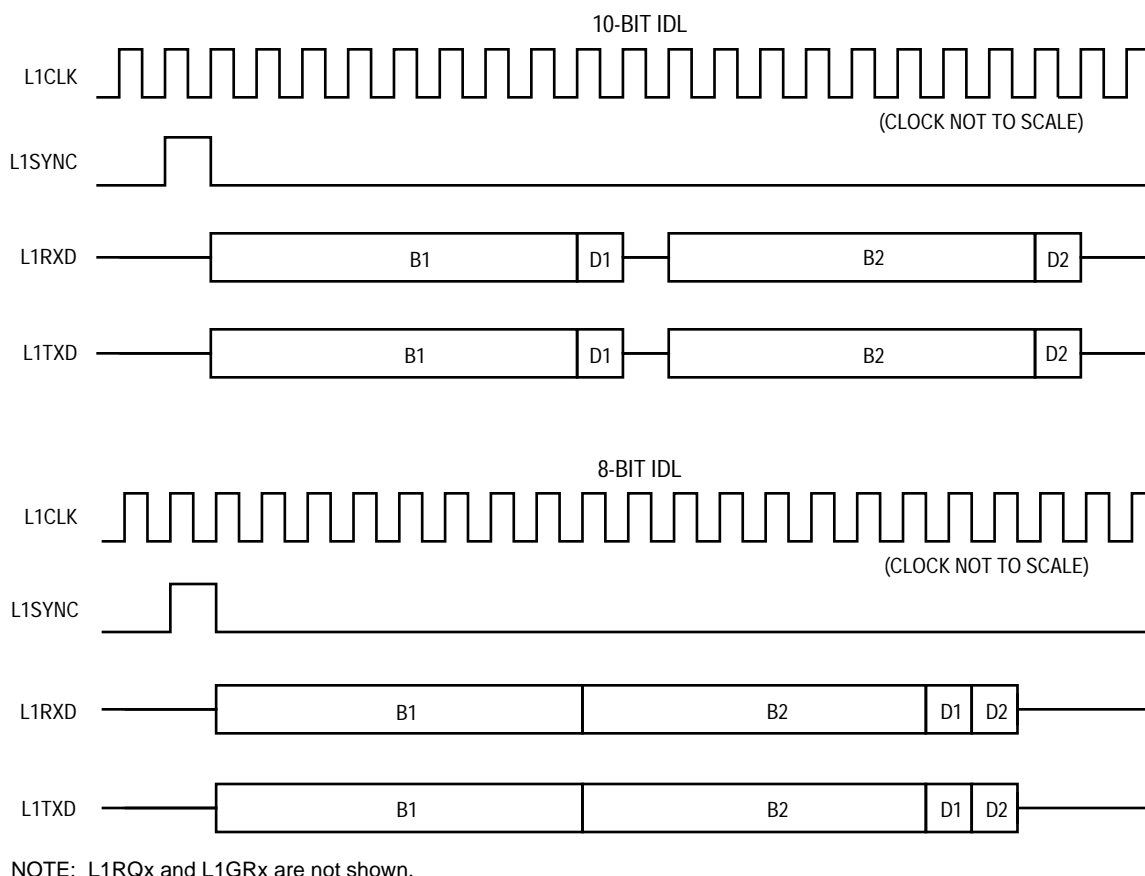 10-BIT IDL
L1CLK
(CLOCK NOT TO SCALE)
L1SYNC
L1RXD B1 D1 B2 D2
L1TXD B1 D1 B2 D2
8-BIT IDL
L1CLK
(CLOCK NOT TO SCALE)
L1SYNC
L1RXD B1 B2 D1 D2
L1TXD B1 B2 D1 D2
NOTE: L1RQx and L1GRx are not shown.